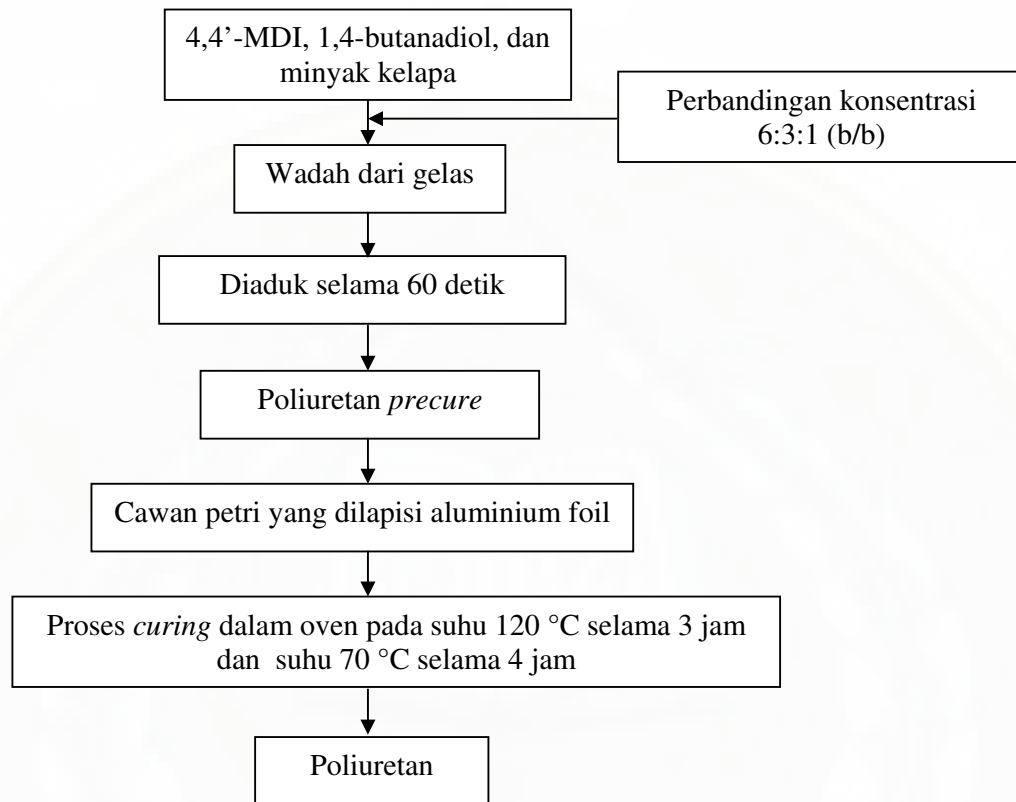 4,4’-MDI, 1,4-butanadiol, dan
minyak kelapa
Perbandingan konsentrasi
6:3:1 (b/b)
Wadah dari gelas
Diaduk selama 60 detik
Poliuretan precure
Cawan petri yang dilapisi aluminium foil
Proses curing dalam oven pada suhu 120 °C selama 3 jam
dan suhu 70 °C selama 4 jam
Poliuretan